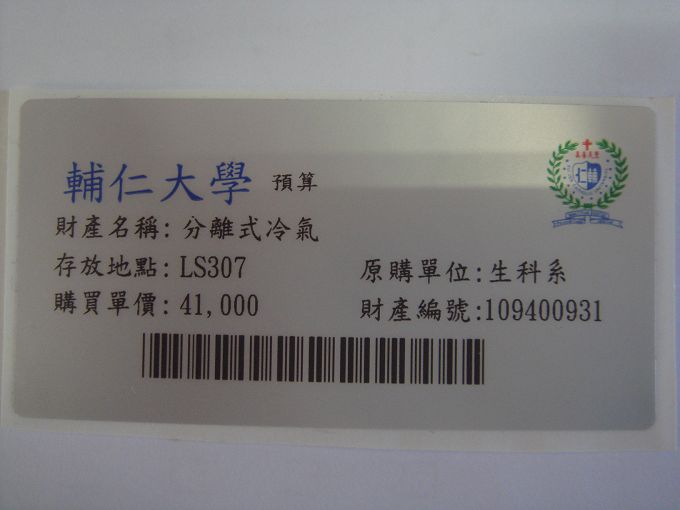 輔仁大學 預算
財產名稱: 分離式冷氣
存放地點: LS307 原購單位:生科系
購買單價: 41,000 財產編號:109400931